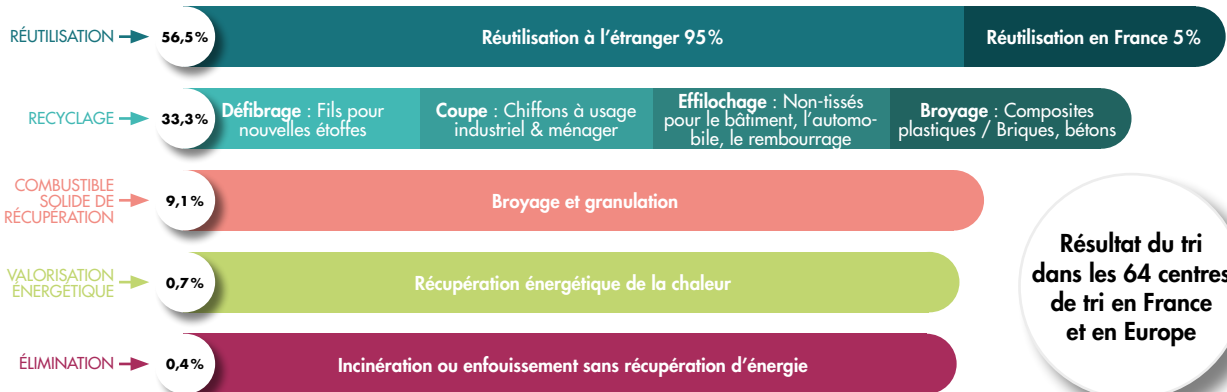 RÉUTILISATION
56,5%
Réutilisation à l'étranger 95%
Réutilisation en France 5%
RECYCLAGE
33,3%
Défibrage : Fils pour
nouvelles étoffes
Coupe : Chiffons à usage
industriel & ménager
Effilochage : Non-tissés
pour le bâtiment, l'automo-
bile, le rembourrage
Broyage : Composites
plastiques / Briques, bétons
COMBUSTIBLE
SOLIDE DE
RÉCUPÉRATION
9,1%
Broyage et granulation
VALORISATION
ÉNERGÉTIQUE
0,7%
Récupération énergétique de la chaleur
ÉLIMINATION
0,4%
Incinération ou enfouissement sans récupération d'énergie
Résultat du tri
dans les 64 centres
de tri en France
et en Europe